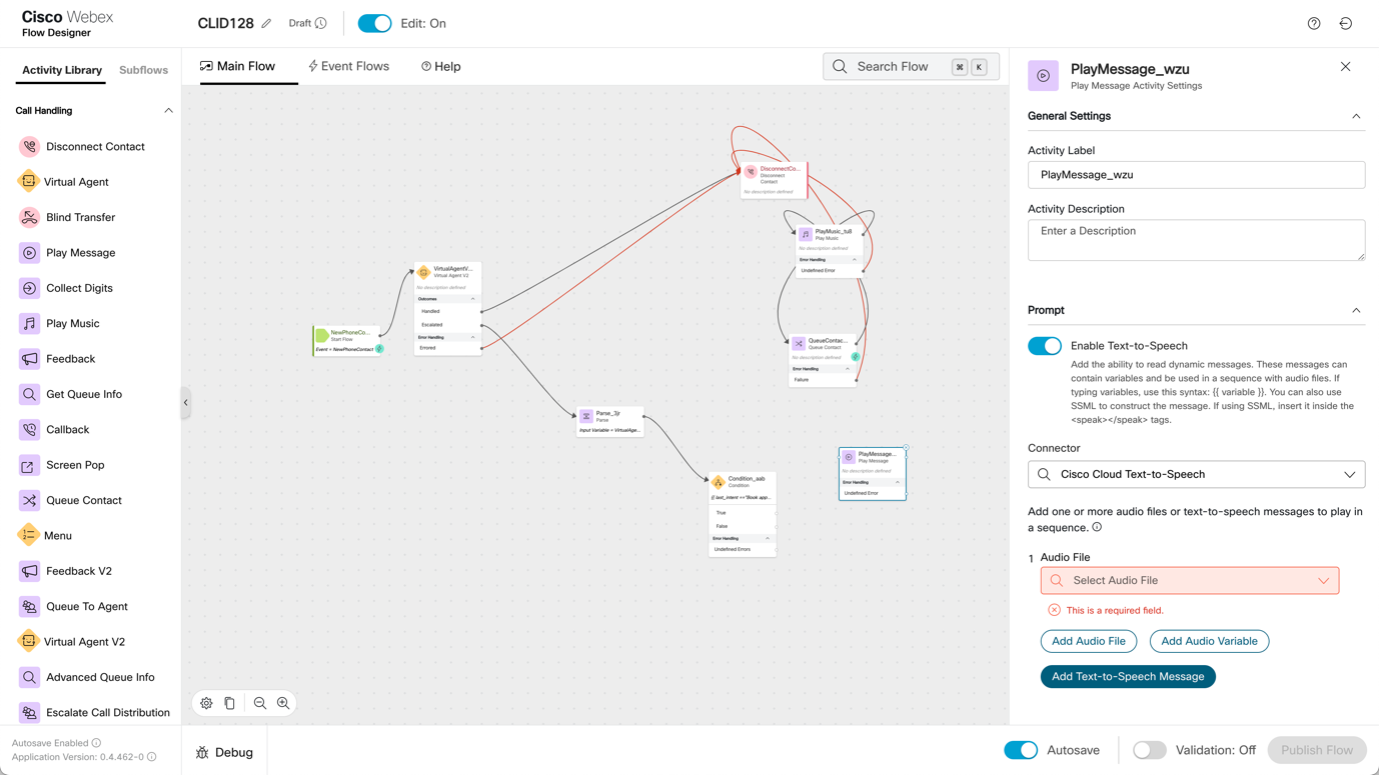 Cisco Webex
Flow Designer
CLID128
Draft
Edit: On
Activity Library
Subflows
Main Flow
Event Flows
Help
Search Flow
⌘
K
Call Handling
Disconnect Contact
Virtual Agent
Blind Transfer
Play Message
Collect Digits
Play Music
Feedback
Get Queue Info
Callback
Screen Pop
Queue Contact
Menu
Feedback V2
Queue To Agent
Virtual Agent V2
Advanced Queue Info
Escalate Call Distribution
Autosave Enabled
Application Version: 0.4.462-0
NewPhoneCo...
Start Flow
Event = NewPhoneContact
VirtualAgentV...
Virtual Agent V2
No description defined
Outcomes
Handled
Escalated
Error Handling
Errored
DisconnectCo...
Disconnect
Contact
No description defined
PlayMusic_tull
Play Music
No description defined
Error Handling
Undefined Error
QueueContac...
Queue Contact
No description defined
Error Handling
Failure
Parse_3jr
Parse
Input Variable = VirtualAge...
Condition_aab
Condition
{{ last_intent =="Book app...
True
False
Error Handling
Undefined Errors
PlayMessage...
Play Message
No description defined
Error Handling
Undefined Error
PlayMessage_wzu
Play Message Activity Settings
General Settings
Activity Label
PlayMessage_wzu
Activity Description
Enter a Description
Prompt
Enable Text-to-Speech
Add the ability to read dynamic messages. These messages can
contain variables and be used in a sequence with audio files. If
typing variables, use this syntax: {{ variable }}. You can also use
SSML to construct the message. If using SSML, insert it inside the
<speak></speak> tags.
Connector
Cisco Cloud Text-to-Speech
Add one or more audio files or text-to-speech messages to play in
a sequence.
1
Audio File
Select Audio File
This is a required field.
Add Audio File
Add Audio Variable
Add Text-to-Speech Message
Debug
Autosave
Validation: Off
Publish Flow